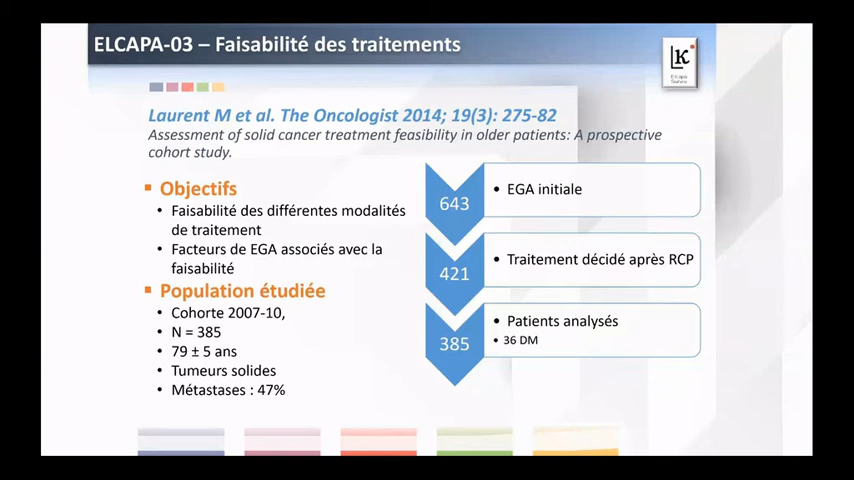 ELCAPA-03 – Faisabilité des traitements
Laurent M et al. The Oncologist 2014; 19(3): 275-82
Assessment of solid cancer treatment feasibility in older patients: A prospective
cohort study.
▪ Objectifs
• Faisabilité des différentes modalités
de traitement
• Facteurs de EGA associés avec la
faisabilité
▪ Population étudiée
• Cohorte 2007-10,
• N = 385
• 79 ± 5 ans
• Tumeurs solides
• Métastases : 47%
643
• EGA initiale
421
• Traitement décidé après RCP
385
• Patients analysés
• 36 DM